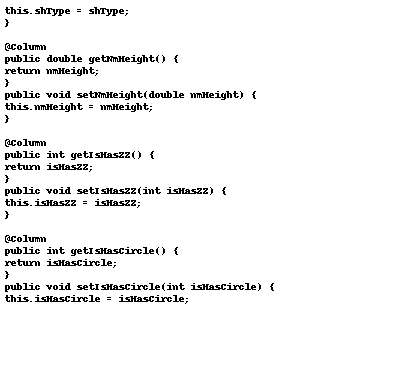 this.shType = shType;
}

@Column
public double getNmHeight() {
return nmHeight;
}
public void setNmHeight(double nmHeight) {
this.nmHeight = nmHeight;
}

@Column
public int getIsHasZZ() {
return isHasZZ;
}
public void setIsHasZZ(int isHasZZ) {
this.isHasZZ = isHasZZ;
}

@Column
public int getIsHasCircle() {
return isHasCircle;
}
public void setIsHasCircle(int isHasCircle) {
this.isHasCircle = isHasCircle;